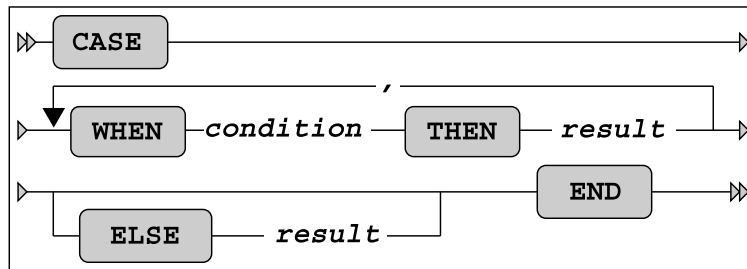 CASE
,
WHEN condition THEN result
END
ELSE result